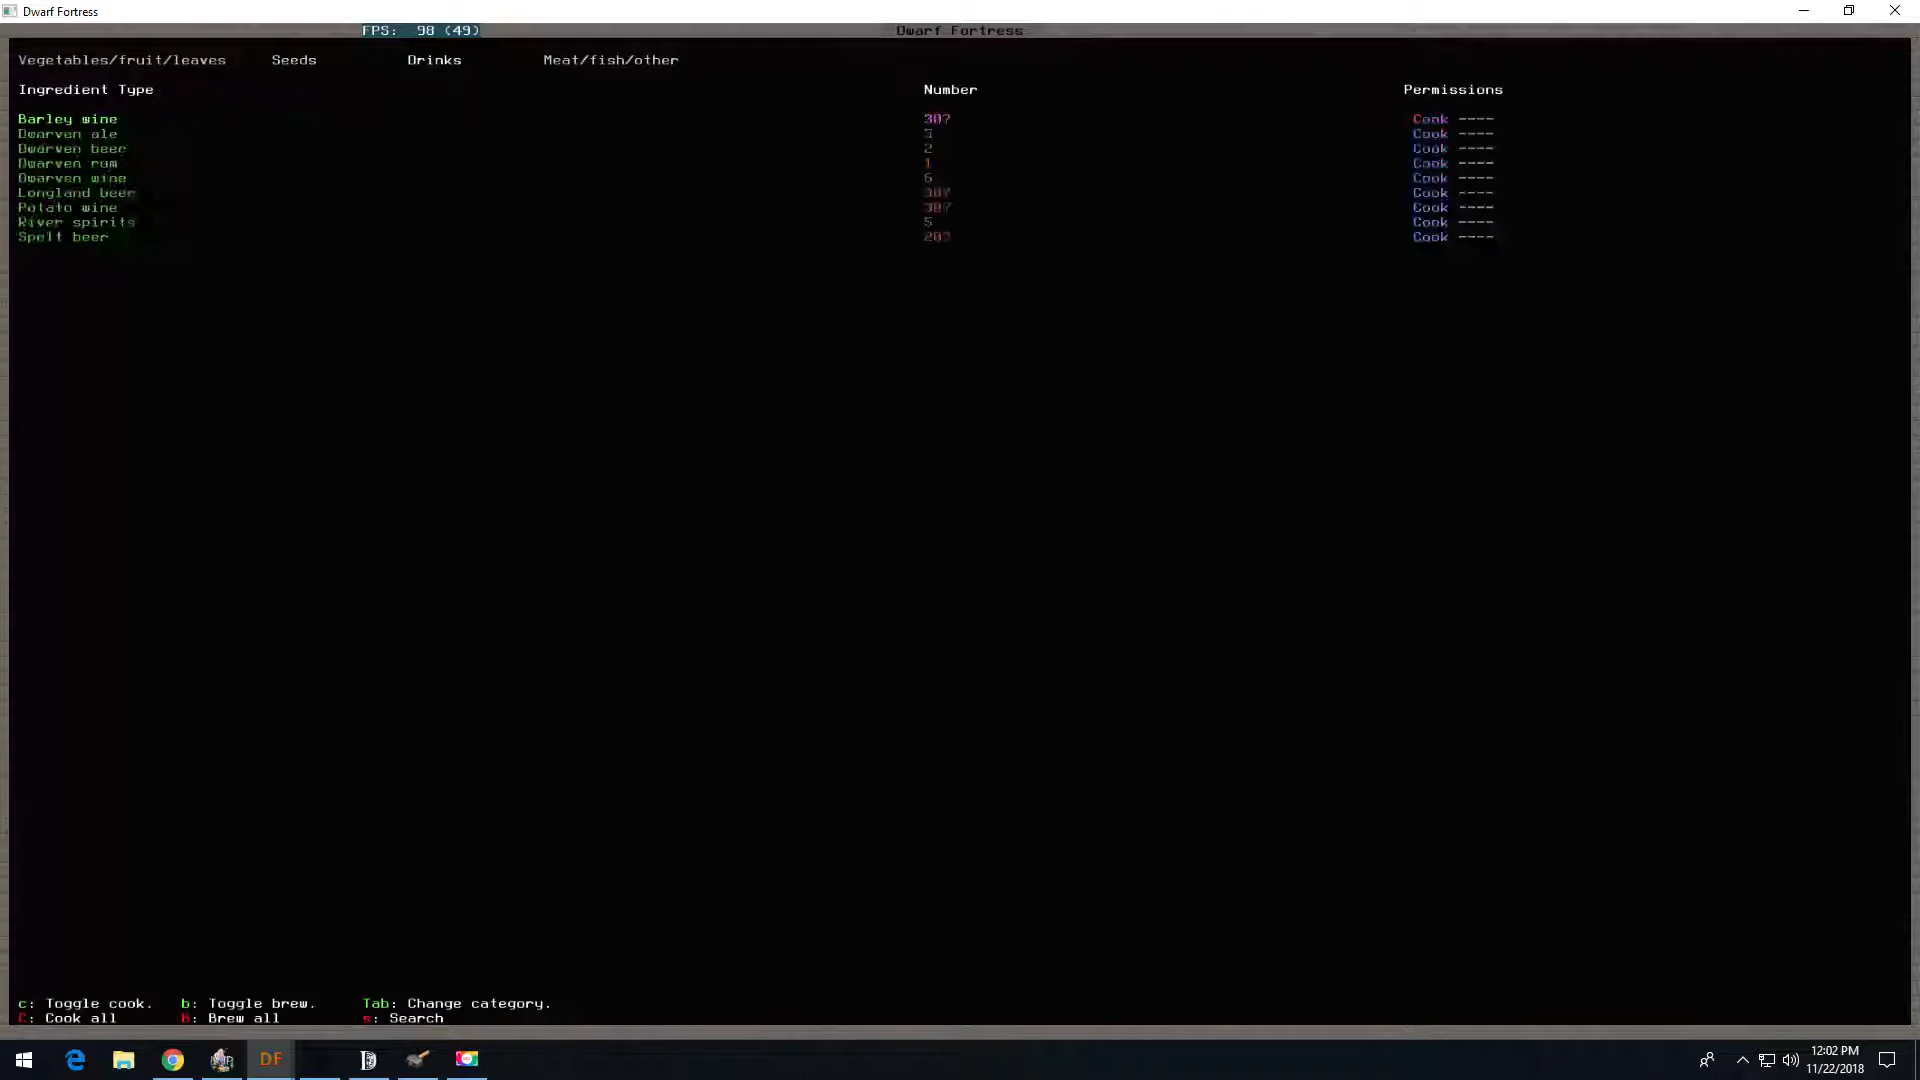 Dwarf Fortress
FPS: 98 (49) Dwarf Fortress
Vegetables/fruit/leaves Seeds Drinks Meat/fish/other
Ingredient Type Number Permissions
Barley wine 30? Cook ----
Dwarven ale Cook ----
Dwarven beer 2 Cook ----
Dwarven rum 1 Cook ----
Dwarven wine Cook ----
Longland beer Cook ----
Potato wine Cook ----
River spirits 5 Cook ----
Spelt beer 20? Cook ----
c: Toggle cook. b: Toggle brew. Tab: Change category.
C: Cook all B: Brew all s: Search
DF
12:02 PM
11/22/2018